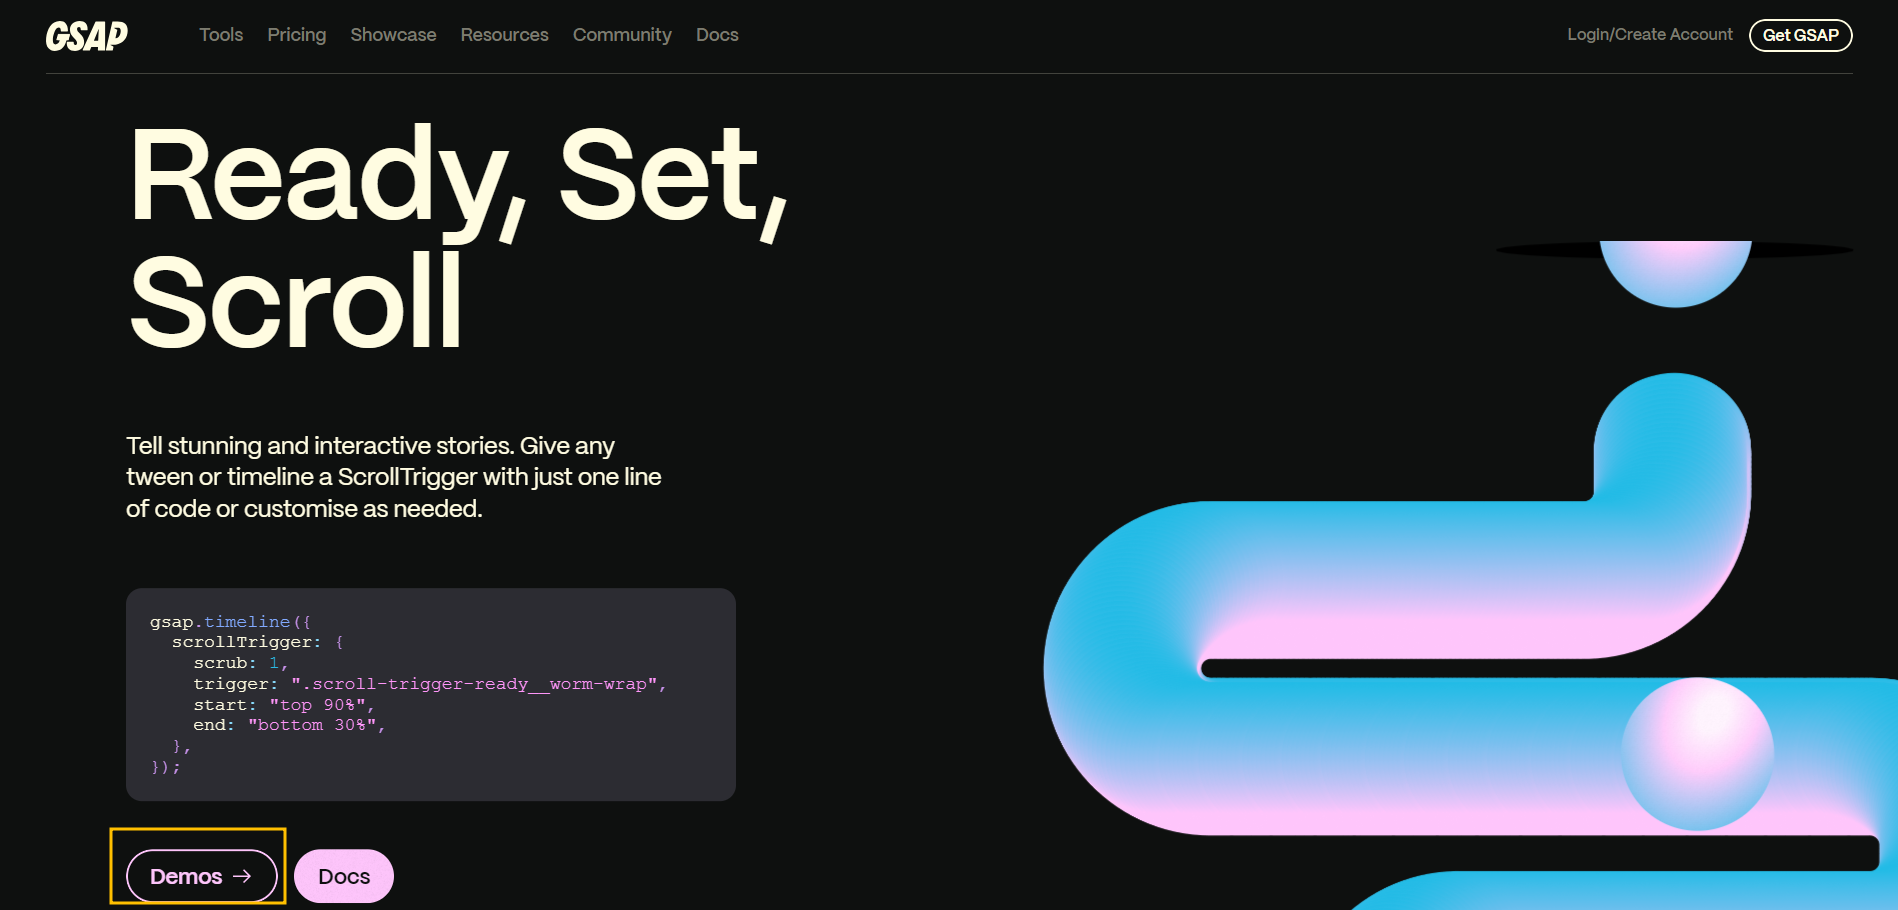 GSAP
Tools Pricing Showcase Resources Community Docs
LogIn/Create Account Get GSAP
Ready, Set,
Scroll
Tell stunning and interactive stories. Give any
tween or timeline a ScrollTrigger with just one line
of code or customise as needed.
gsap.timeline({
  scrollTrigger: {
    scrub: 1,
    trigger: ".scroll-trigger-ready__worm-wrap",
    start: "top 90%",
    end: "bottom 30%",
  },
});
Demos →
Docs